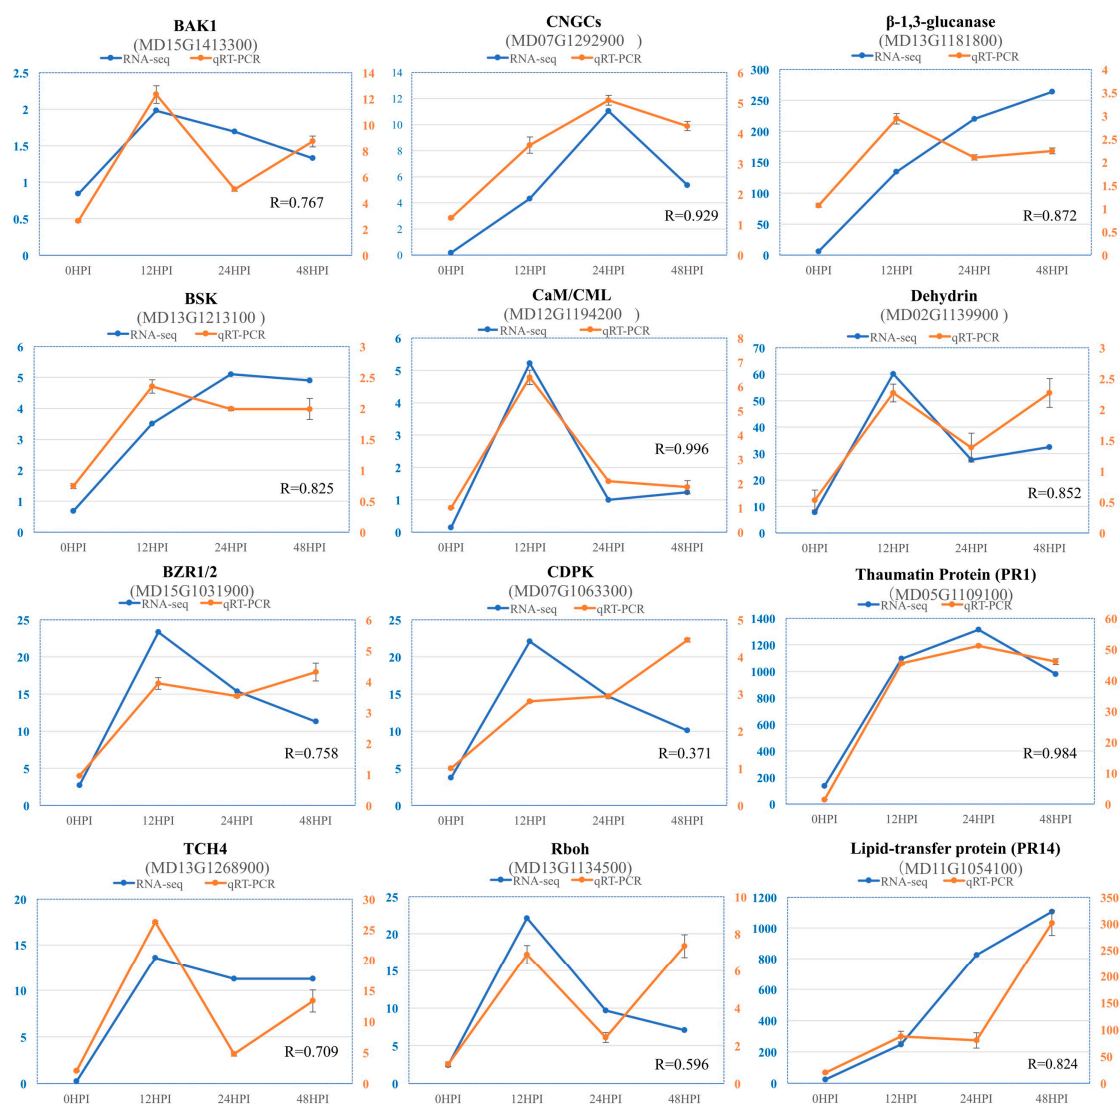 BAK1
(MD15G1413300)
RNA-seq qRT-PCR
2.5
2
1.5
1
0.5
0
14
12
10
8
6
4
2
0
R=0.767
0HPI 12HPI 24HPI 48HPI
CNGCs
(MD07G1292900 )
RNA-seq qRT-PCR
14
12
10
8
6
4
2
0
6
5
4
3
2
1
0
R=0.929
0HPI 12HPI 24HPI 48HPI
β-1,3-glucanase
(MD13G1181800)
RNA-seq qRT-PCR
300
250
200
150
100
50
0
4
3.5
3
2.5
2
1.5
1
0.5
0
R=0.872
0HPI 12HPI 24HPI 48HPI
BSK
(MD13G1213100 )
RNA-seq qRT-PCR
6
5
4
3
2
1
0
3
2.5
2
1.5
1
0.5
0
R=0.825
0HPI 12HPI 24HPI 48HPI
CaM/CML
(MD12G1194200 )
RNA-seq qRT-PCR
6
5
4
3
2
1
0
8
7
6
5
4
3
2
1
0
R=0.996
0HPI 12HPI 24HPI 48HPI
Dehydrin
(MD02G1139900 )
RNA-seq qRT-PCR
70
60
50
40
30
20
10
0
3
2.5
2
1.5
1
0.5
0
R=0.852
0HPI 12HPI 24HPI 48HPI
BZR1/2
(MD15G1031900)
RNA-seq qRT-PCR
25
20
15
10
5
0
6
5
4
3
2
1
0
R=0.758
0HPI 12HPI 24HPI 48HPI
CDPK
(MD07G1063300)
RNA-seq qRT-PCR
25
20
15
10
5
0
5
4
3
2
1
0
R=0.371
0HPI 12HPI 24HPI 48HPI
Thaumatin Protein (PR1)
（MD05G1109100)
RNA-seq qRT-PCR
1400
1200
1000
800
600
400
200
0
60
50
40
30
20
10
0
R=0.984
0HPI 12HPI 24HPI 48HPI
TCH4
(MD13G1268900)
RNA-seq qRT-PCR
20
15
10
5
0
30
25
20
15
10
5
0
R=0.709
0HPI 12HPI 24HPI 48HPI
Rboh
(MD13G1134500)
RNA-seq qRT-PCR
25
20
15
10
5
0
10
8
6
4
2
0
R=0.596
0HPI 12HPI 24HPI 48HPI
Lipid-transfer protein (PR14)
（MD11G1054100)
RNA-seq qRT-PCR
1200
1000
800
600
400
200
0
350
300
250
200
150
100
50
0
R=0.824
0HPI 12HPI 24HPI 48HPI